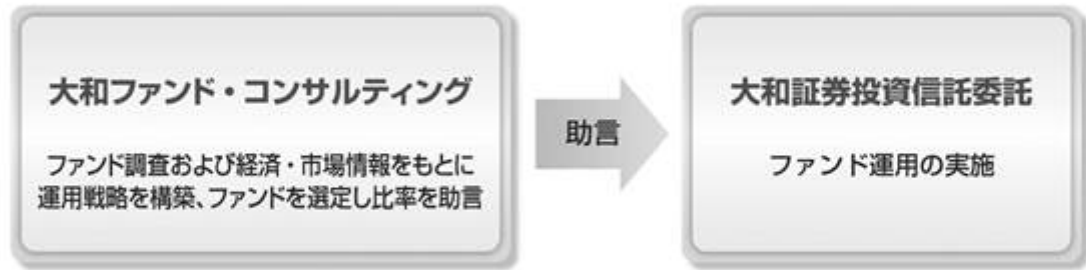 大和ファンド・コンサルティング
ファンド調査および経済・市場情報をもとに
運用戦略を構築、ファンドを選定し比率を助言
助言
大和証券投資信託委託
ファンド運用の実施